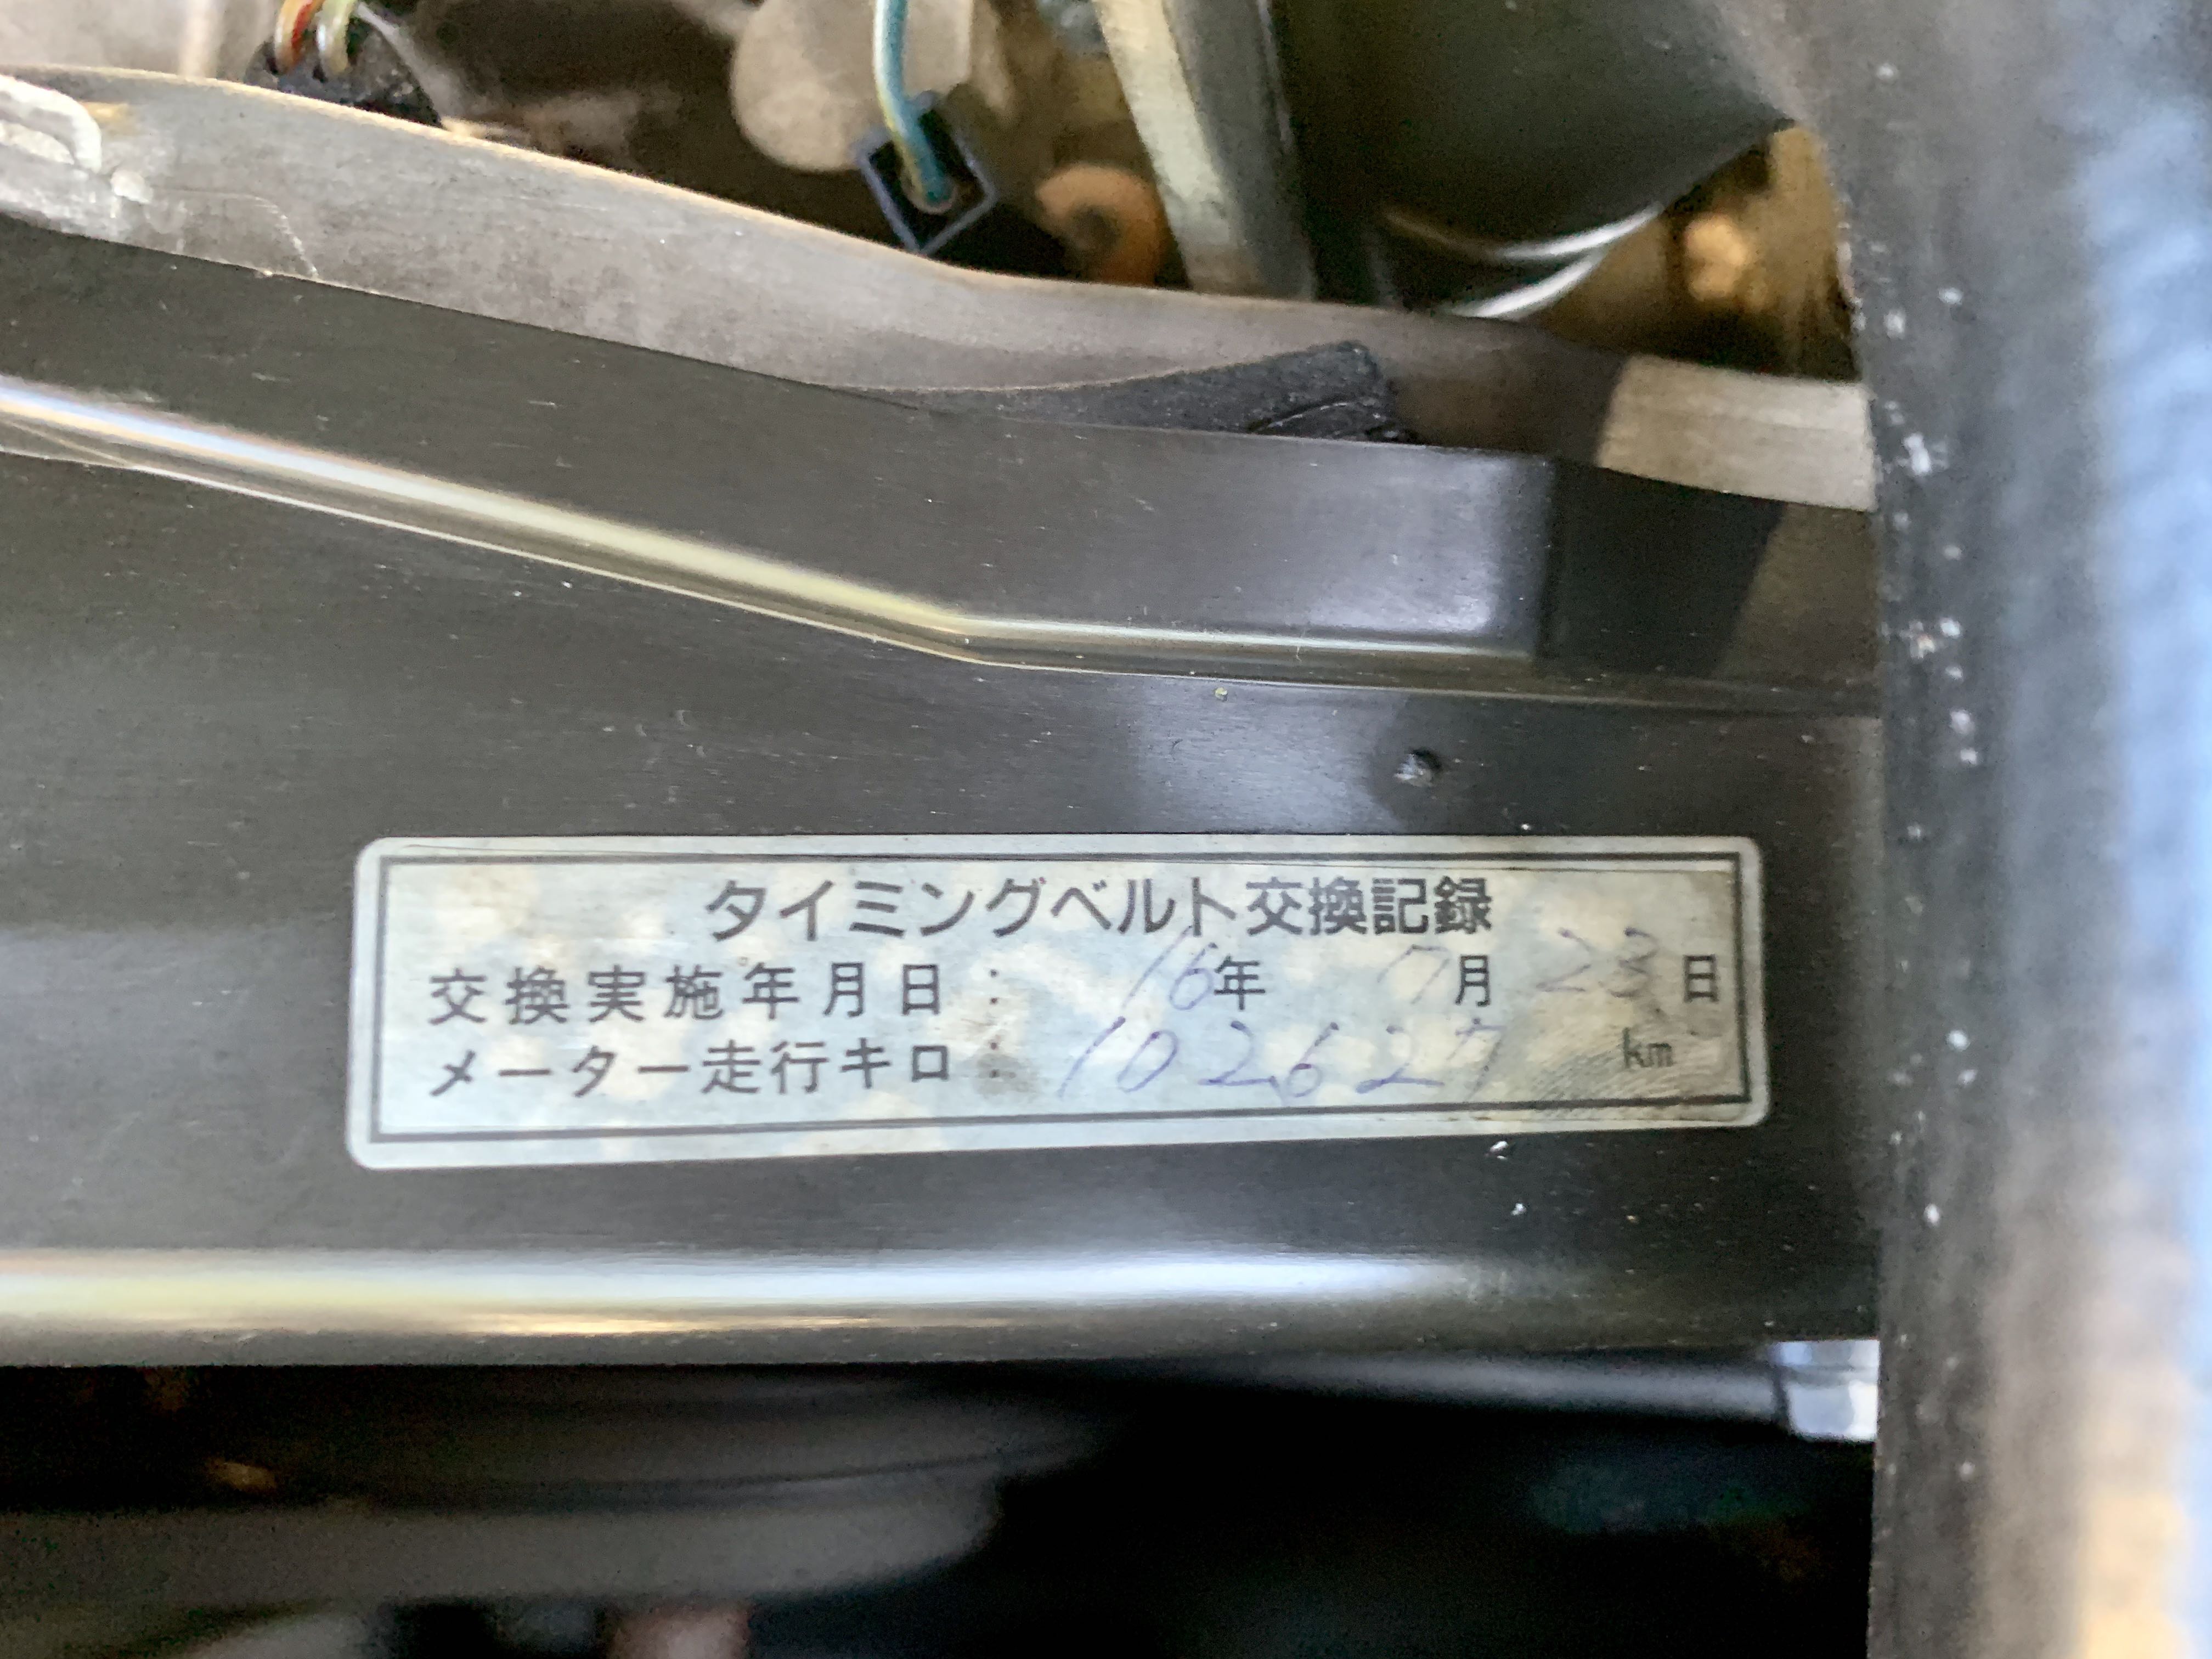 タイミングベルト交換記録
交換実施年月日： 16年 7月 23日
メーター走行キロ： 102627 km